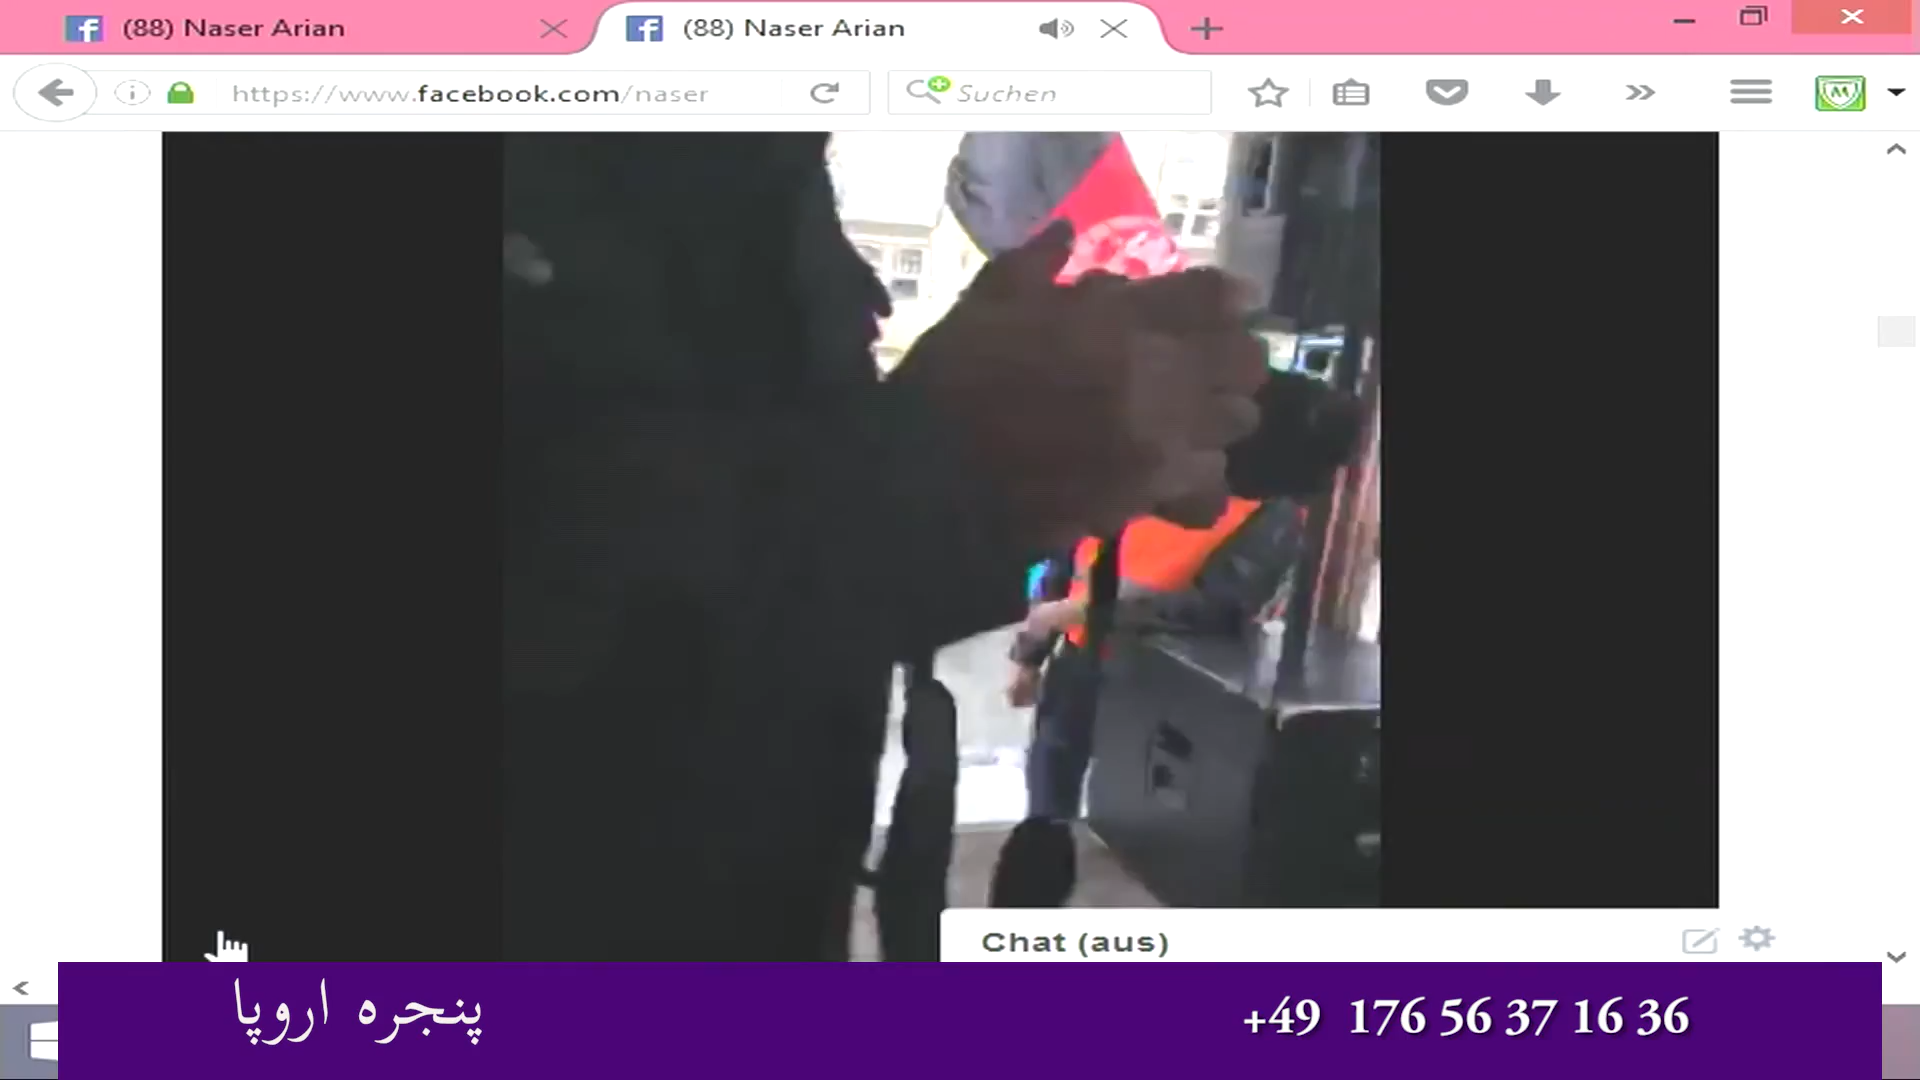 (88) Naser Arian
(88) Naser Arian
https://www.facebook.com/naser
Suchen
Chat (aus)
پنجره اروپا
+49 176 56 37 16 36